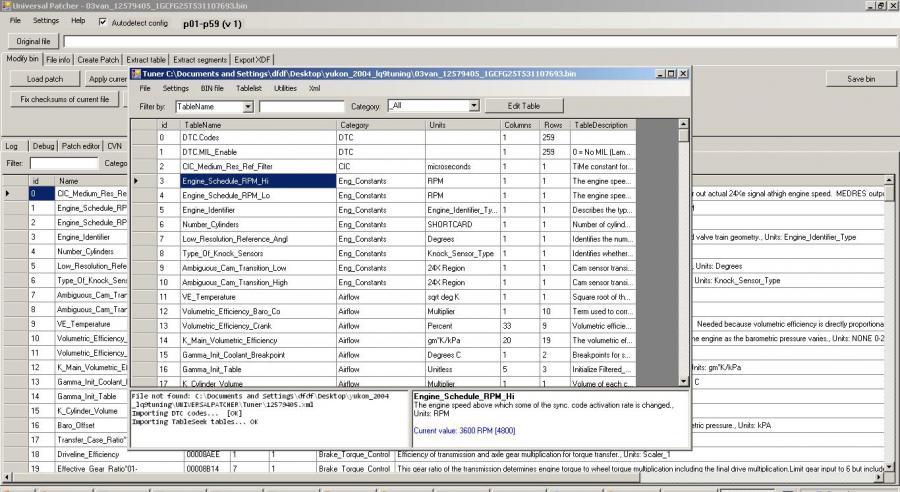 Universal Patcher - 03van_12579405_1GCFG25T531107693.bin
File Settings Help Autodetect config p01-p59 (v 1)
Original file
Modify bin File info Create Patch Extract table Extract segments Export XDF
Load patch Apply curre Save bin
Fix checksums of current file
Log Debug Patch editor CVN
Filter: Catego
id Name
0 CIC_Medium_Res_Re r out actual 24Xe signal athigh engine speed. MEDRES outpu
1 Engine_Schedule_RP
2 Engine_Schedule_RP
3 Engine_Identifier d valve train geometry., Units: Engine_Identifier_Type
4 Number_Cylinders
5 Low_Resolution_Refe , Units: Degrees
6 Type_Of_Knock_Sens Units: Knock_Sensor_Type
7 Ambiguous_Cam_Trar
8 Ambiguous_Cam_Trar
9 VE_Temperature Needed because volumetric efficiency is directly proportiona
10 Volumetric_Efficiency_ he engine as the barometric pressure varies., Units: NONE 0-2
11 Volumetric_Efficiency_
12 K_Main_Volumetric_E Units: gm*K/kPa
13 Gamma_Init_Coolant_l C
14 Gamma_Init_Table
15 K_Cylinder_Volume
16 Baro_Offset etric pressure., Units: kPA
17 Transfer_Case_Ratio"
18 Driveline_Efficiency 00008AEE 1 1 Brake_Torque_Control Efficiency of transmission and axle gear multiplication for torque transfer., Units: Scaler_1
19 Effective_Gear_Ratio"01- 00008B14 7 1 Brake_Torque_Control This gear ratio of the transmission determines engine torque to wheel torque multiplication including the final drive multiplication.Limit gear input to 6 but include
Tuner C:\Documents and Settings\dfdf\Desktop\yukon_2004_lq9tuning\03van_12579405_1GCFG25T531107693.bin
File Settings BIN file Tablelist Utilities Xml
Filter by: TableName Category: _All Edit Table
id TableName Category Units Columns Rows TableDescription
0 DTC.Codes DTC 1 259
1 DTC.MIL_Enable DTC 1 259 0 = No MIL (Lam...
2 CIC_Medium_Res_Ref_Filter CIC microseconds 1 1 TiMe constant for...
3 Engine_Schedule_RPM_Hi Eng_Constants RPM 1 1 The engine spee...
4 Engine_Schedule_RPM_Lo Eng_Constants RPM 1 1 The engine spee...
5 Engine_Identifier Eng_Constants Engine_Identifier_Ty... 1 1 Describes the typ...
6 Number_Cylinders Eng_Constants SHORTCARD 1 1 Number of cylind...
7 Low_Resolution_Reference_Angl Eng_Constants Degrees 1 1 Identifies the num...
8 Type_Of_Knock_Sensors Eng_Constants Knock_Sensor_Type 1 1 Identifies whether...
9 Ambiguous_Cam_Transition_Low Eng_Constants 24X Region 1 1 Cam sensor transi...
10 Ambiguous_Cam_Transition_High Eng_Constants 24X Region 1 1 Cam sensor transi...
11 VE_Temperature Airflow sqrt deg K 1 1 Square root of th...
12 Volumetric_Efficiency_Baro_Co Airflow Multiplier 1 10 Term used to corr...
13 Volumetric_Efficiency_Crank Airflow Percent 33 9 Volumetric efficie...
14 K_Main_Volumetric_Efficiency Airflow gm*K/kPa 20 19 The volumetric ef...
15 Gamma_Init_Coolant_Breakpoint Airflow Degrees C 1 2 Breakpoints for s...
16 Gamma_Init_Table Airflow Unitless 5 3 Initialize Filtered_...
17 K_Cylinder_Volume Airflow Multiplier 1 1 Volume of each c...
File not found: C:\Documents and Settings\dfdf\Desktop\yukon_2004
_lq9tuning\UNIVERSALPATCHER\Tuner\12579405.xml
Importing DTC codes... [OK]
Importing TableSeek tables... OK
Engine_Schedule_RPM_Hi
The engine speed above which some of the sync. code activation rate is changed.,
Units: RPM
Current value: 3600 RPM [4800]